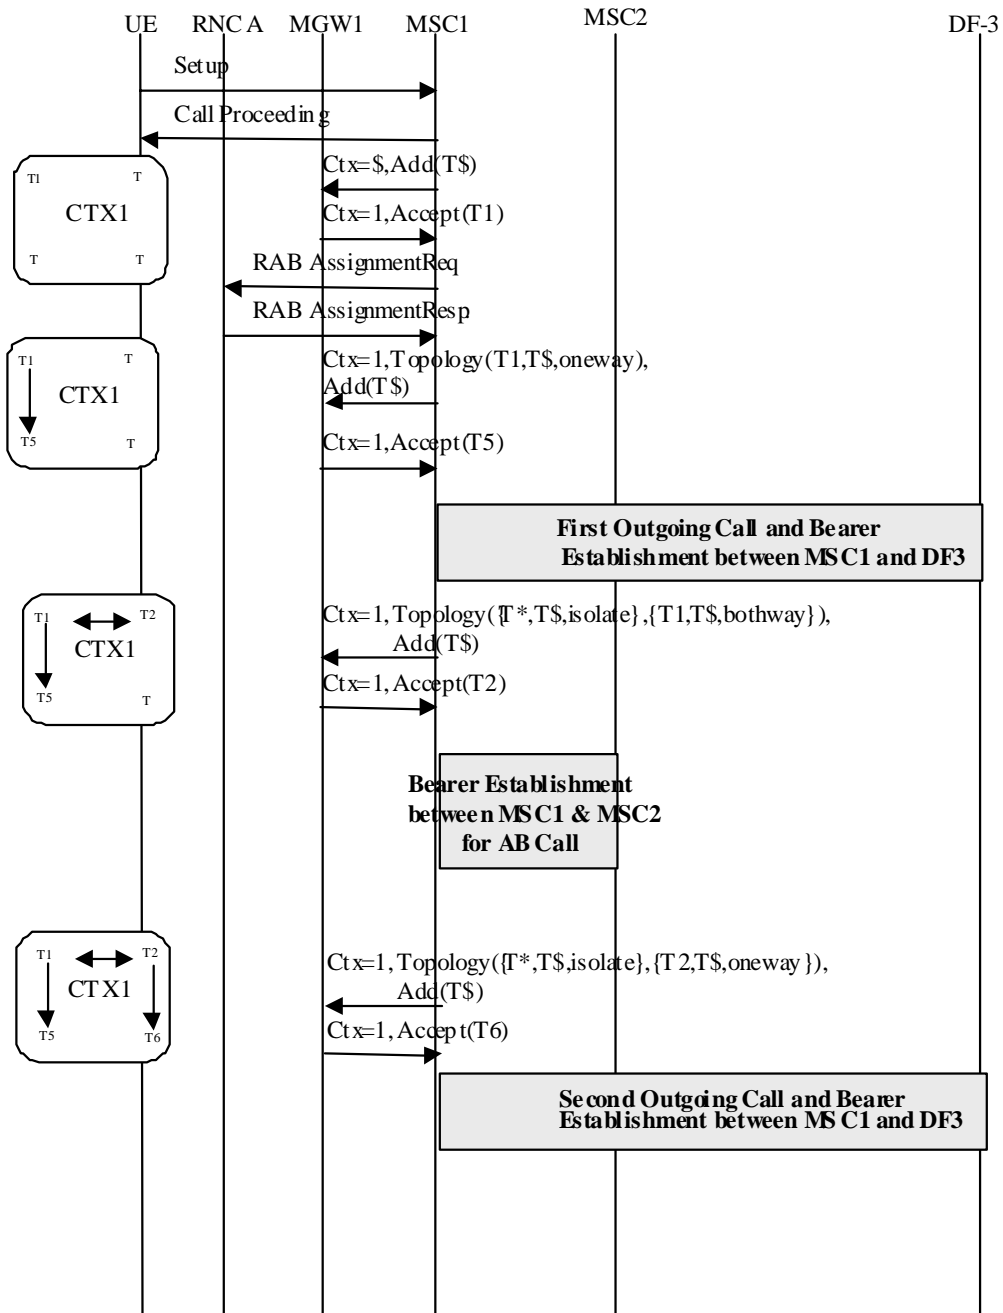 UE RNC A MGW1 MSC1 MSC2 DF-3
Setup
Call Proceeding
Ctx=$,Add(T$)
T1 T
CTX1
T T
Ctx=1,Accept(T1)
RAB AssignmentReq
RAB AssignmentResp
Ctx=1,Topology(T1,T$,oneway),
Add(T$)
T1 T
CTX1
T5 T
Ctx=1,Accept(T5)
First Outgoing Call and Bearer
Establishment between MSC1 and DF3
Ctx=1,Topology({T*,T$,isolate},{T1,T$,bothway}),
Add(T$)
T1 T2
CTX1
T5 T
Ctx=1,Accept(T2)
Bearer Establishment
between MSC1 & MSC2
for AB Call
T1 T2
CTX1
T5 T6
Ctx=1,Topology({T*,T$,isolate},{T2,T$,oneway}),
Add(T$)
Ctx=1,Accept(T6)
Second Outgoing Call and Bearer
Establishment between MSC1 and DF3